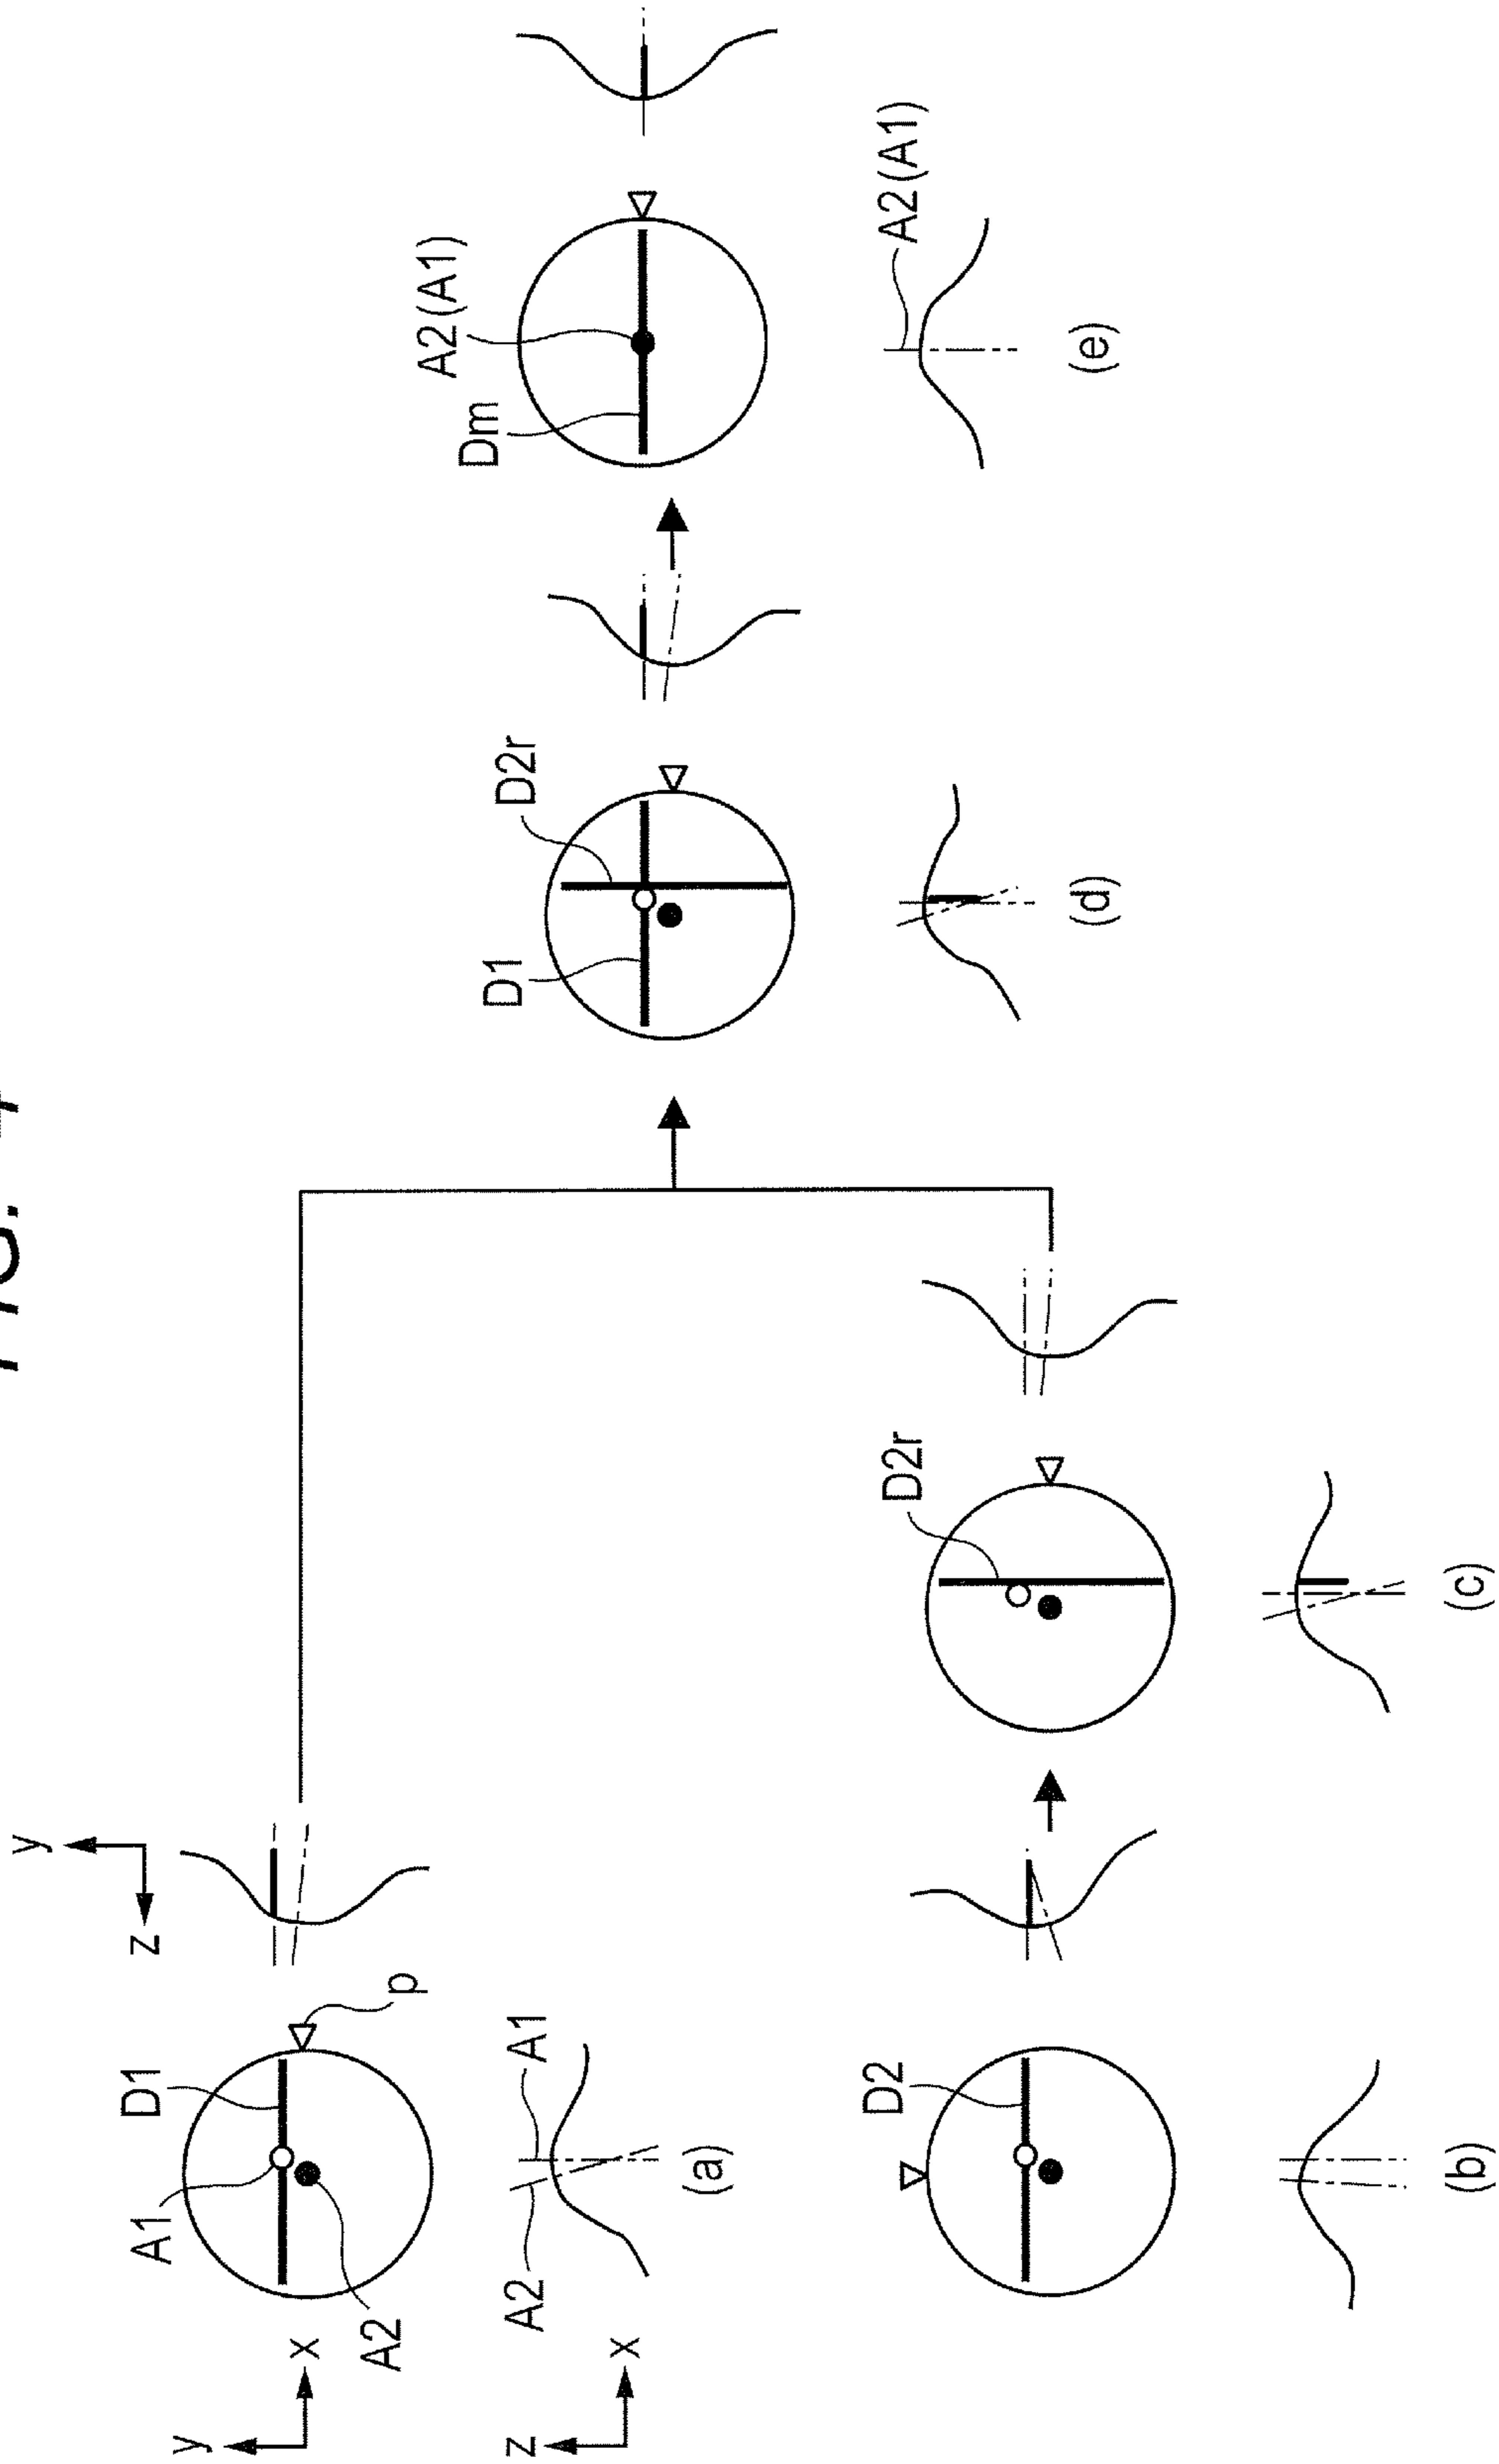 FIG. 4
y
A1 D1 z
y x A2 p
z x A2 A1
(a)
D1 D2r
Dm A2(A1)
A2(A1)
D2 D2r
(d) (e)
(b) (c)